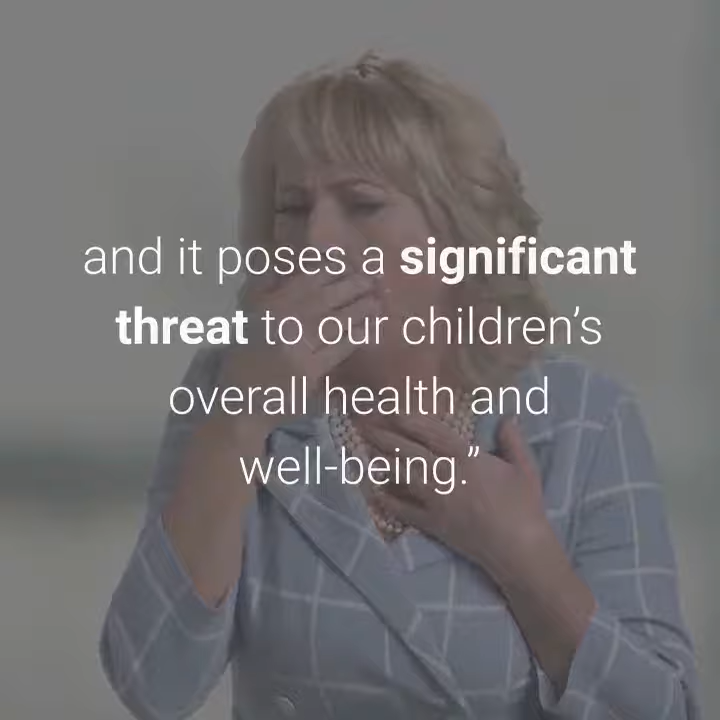 and it poses a significant
threat to our children’s
overall health and
well-being.”